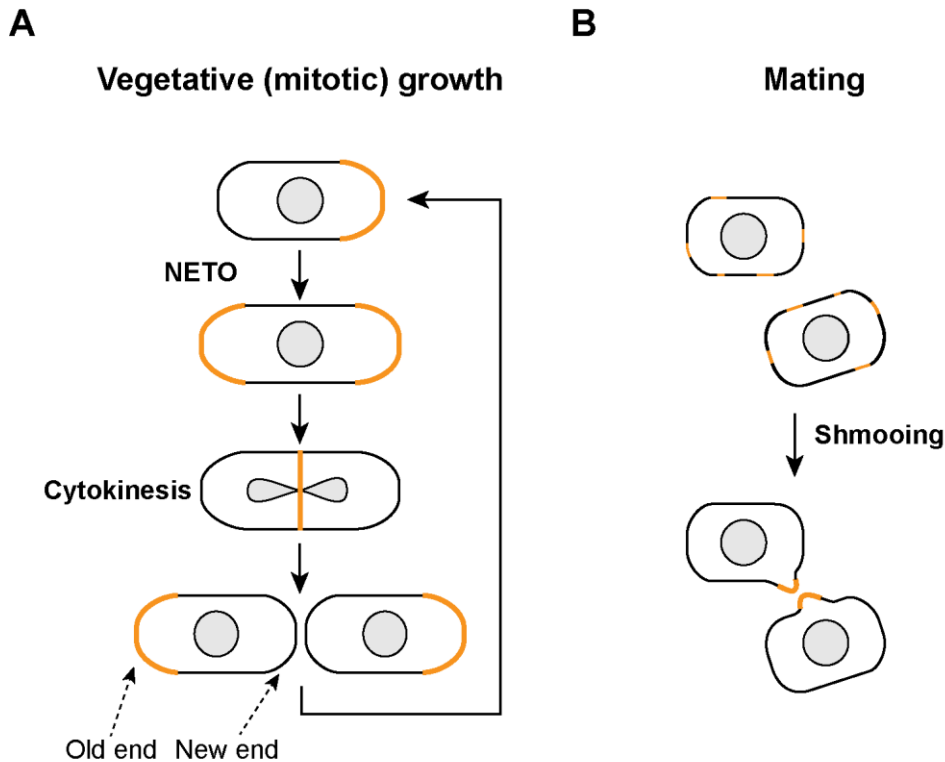 A
Vegetative (mitotic) growth
NETO
Cytokinesis
Old end
New end
B
Mating
Shmooing